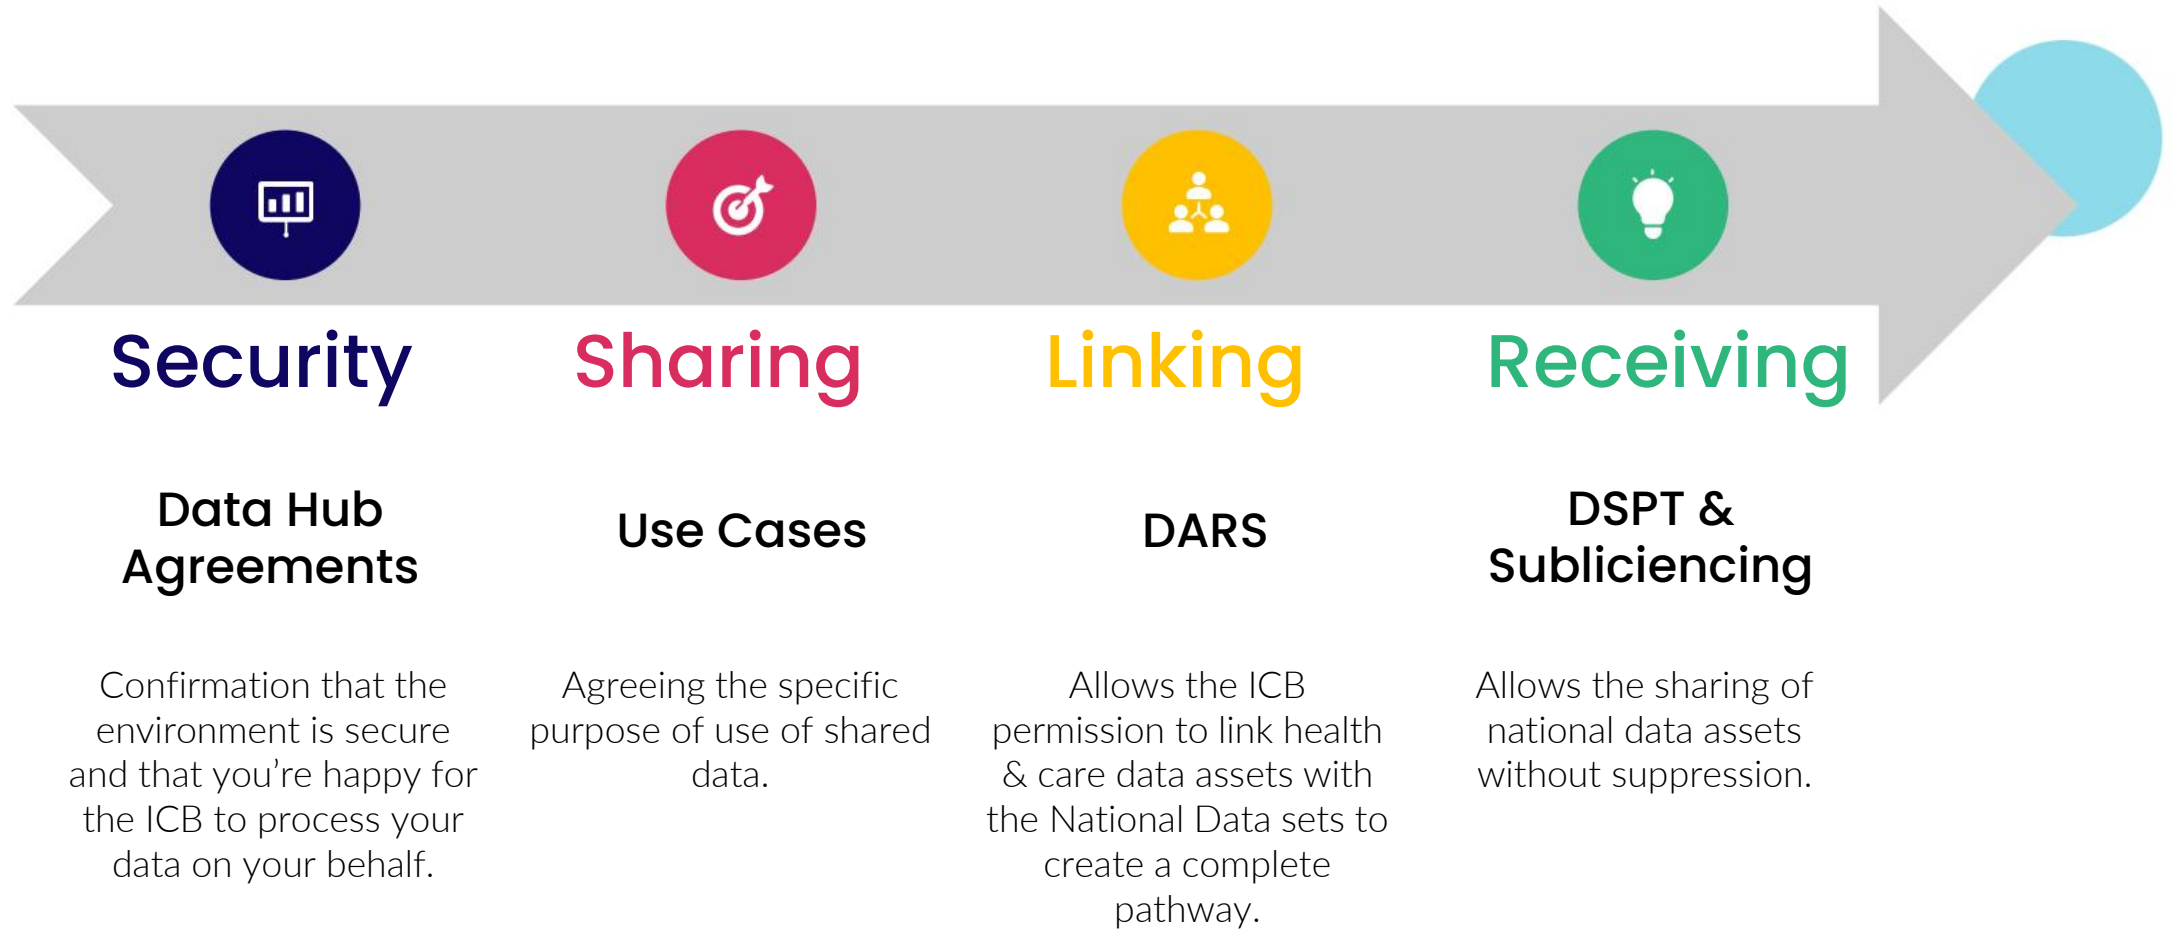 Security
Sharing
Linking
Receiving
Data Hub
Agreements
Use Cases
DARS
DSPT &
Subliciencing
Confirmation that the
environment is secure
and that you're happy for
the ICB to process your
data on your behalf.
Agreeing the specific
purpose of use of shared
data.
Allows the ICB
permission to link health
& care data assets with
the National Data sets to
create a complete
pathway.
Allows the sharing of
national data assets
without suppression.